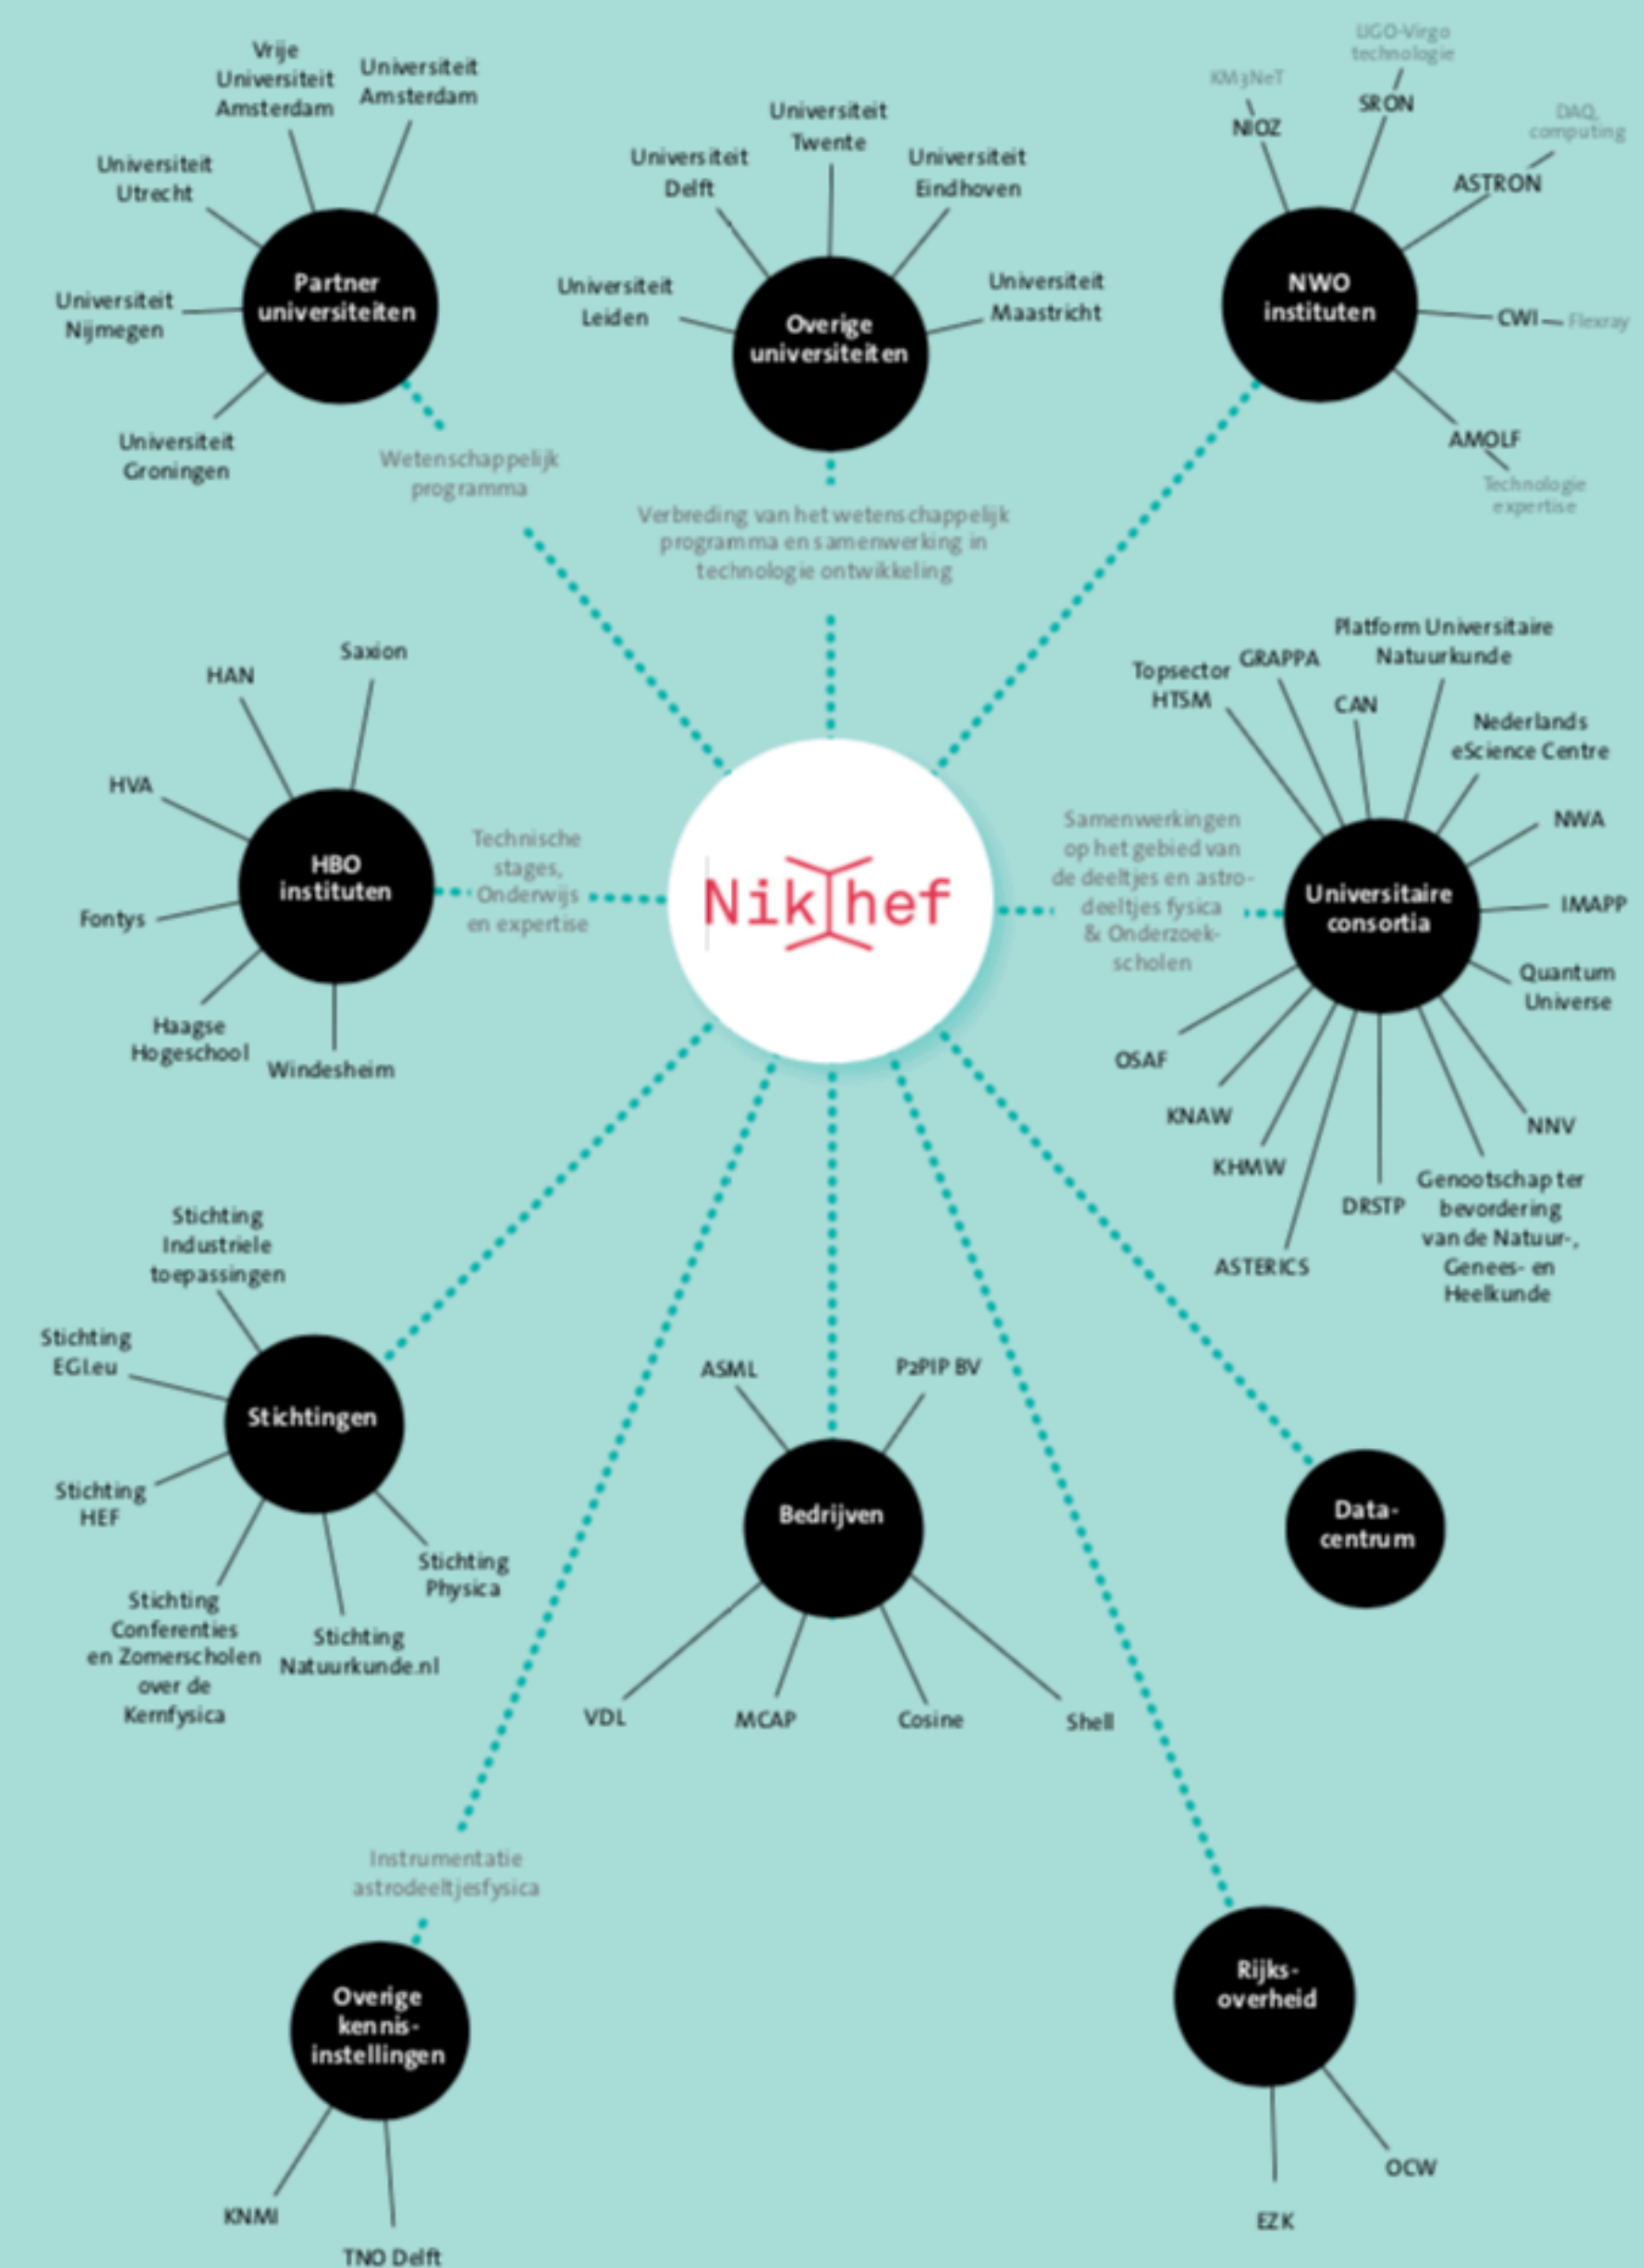 Vrije
Universiteit
Amsterdam
Universiteit
Amsterdam
Universiteit
Utrecht
Universiteit
Nijmegen
Universiteit
Groningen
Partner
universiteiten
Wetenschappelijk
programma
Universiteit
Twente
Universiteit
Delft
Universiteit
Eindhoven
Universiteit
Leiden
Universiteit
Maastricht
Overige
universiteiten
Verbreding van het wetenschappelijk
programma en samenwerking in
technologie ontwikkeling
LIGO-Virgo
technologie
KM3NeT
SRON
NIOZ
DAQ,
computing
ASTRON
NWO
instituten
CWI
Flexray
AMOLF
Technologie
expertise
Saxion
HAN
HVA
HBO
instituten
Fontys
Haagse
Hogeschool
Windesheim
Technische
stages,
Onderwijs
en expertise
Nikhef
Samenwerkingen
op het gebied van
de deeltjes en astro-
deeltjes fysica
& Onderzoek-
scholen
Platform Universitaire
Natuurkunde
GRAPPA
Topsector
HTSM
CAN
Nederlands
eScience Centre
NWA
IMAPP
Universitaire
consortia
Quantum
Universe
OSAF
KNAW
KHMW
ASTERICS
DRSTP
NNV
Genootschap ter
bevordering
van de Natuur-,
Genees- en
Heelkunde
Stichting
Industriele
toepassingen
Stichting
EGI.eu
Stichtingen
Stichting
HEF
Stichting
Conferenties
en Zomerscholen
over de
Kernfysica
Stichting
Natuurkunde.nl
Stichting
Physica
ASML
P2PIP BV
Bedrijven
VDL
MCAP
Cosine
Shell
Data-
centrum
Instrumentatie
astrodeeltjesfysica
Overige
kennis-
instellingen
KNMI
TNO Delft
Rijks-
overheid
OCW
EZK